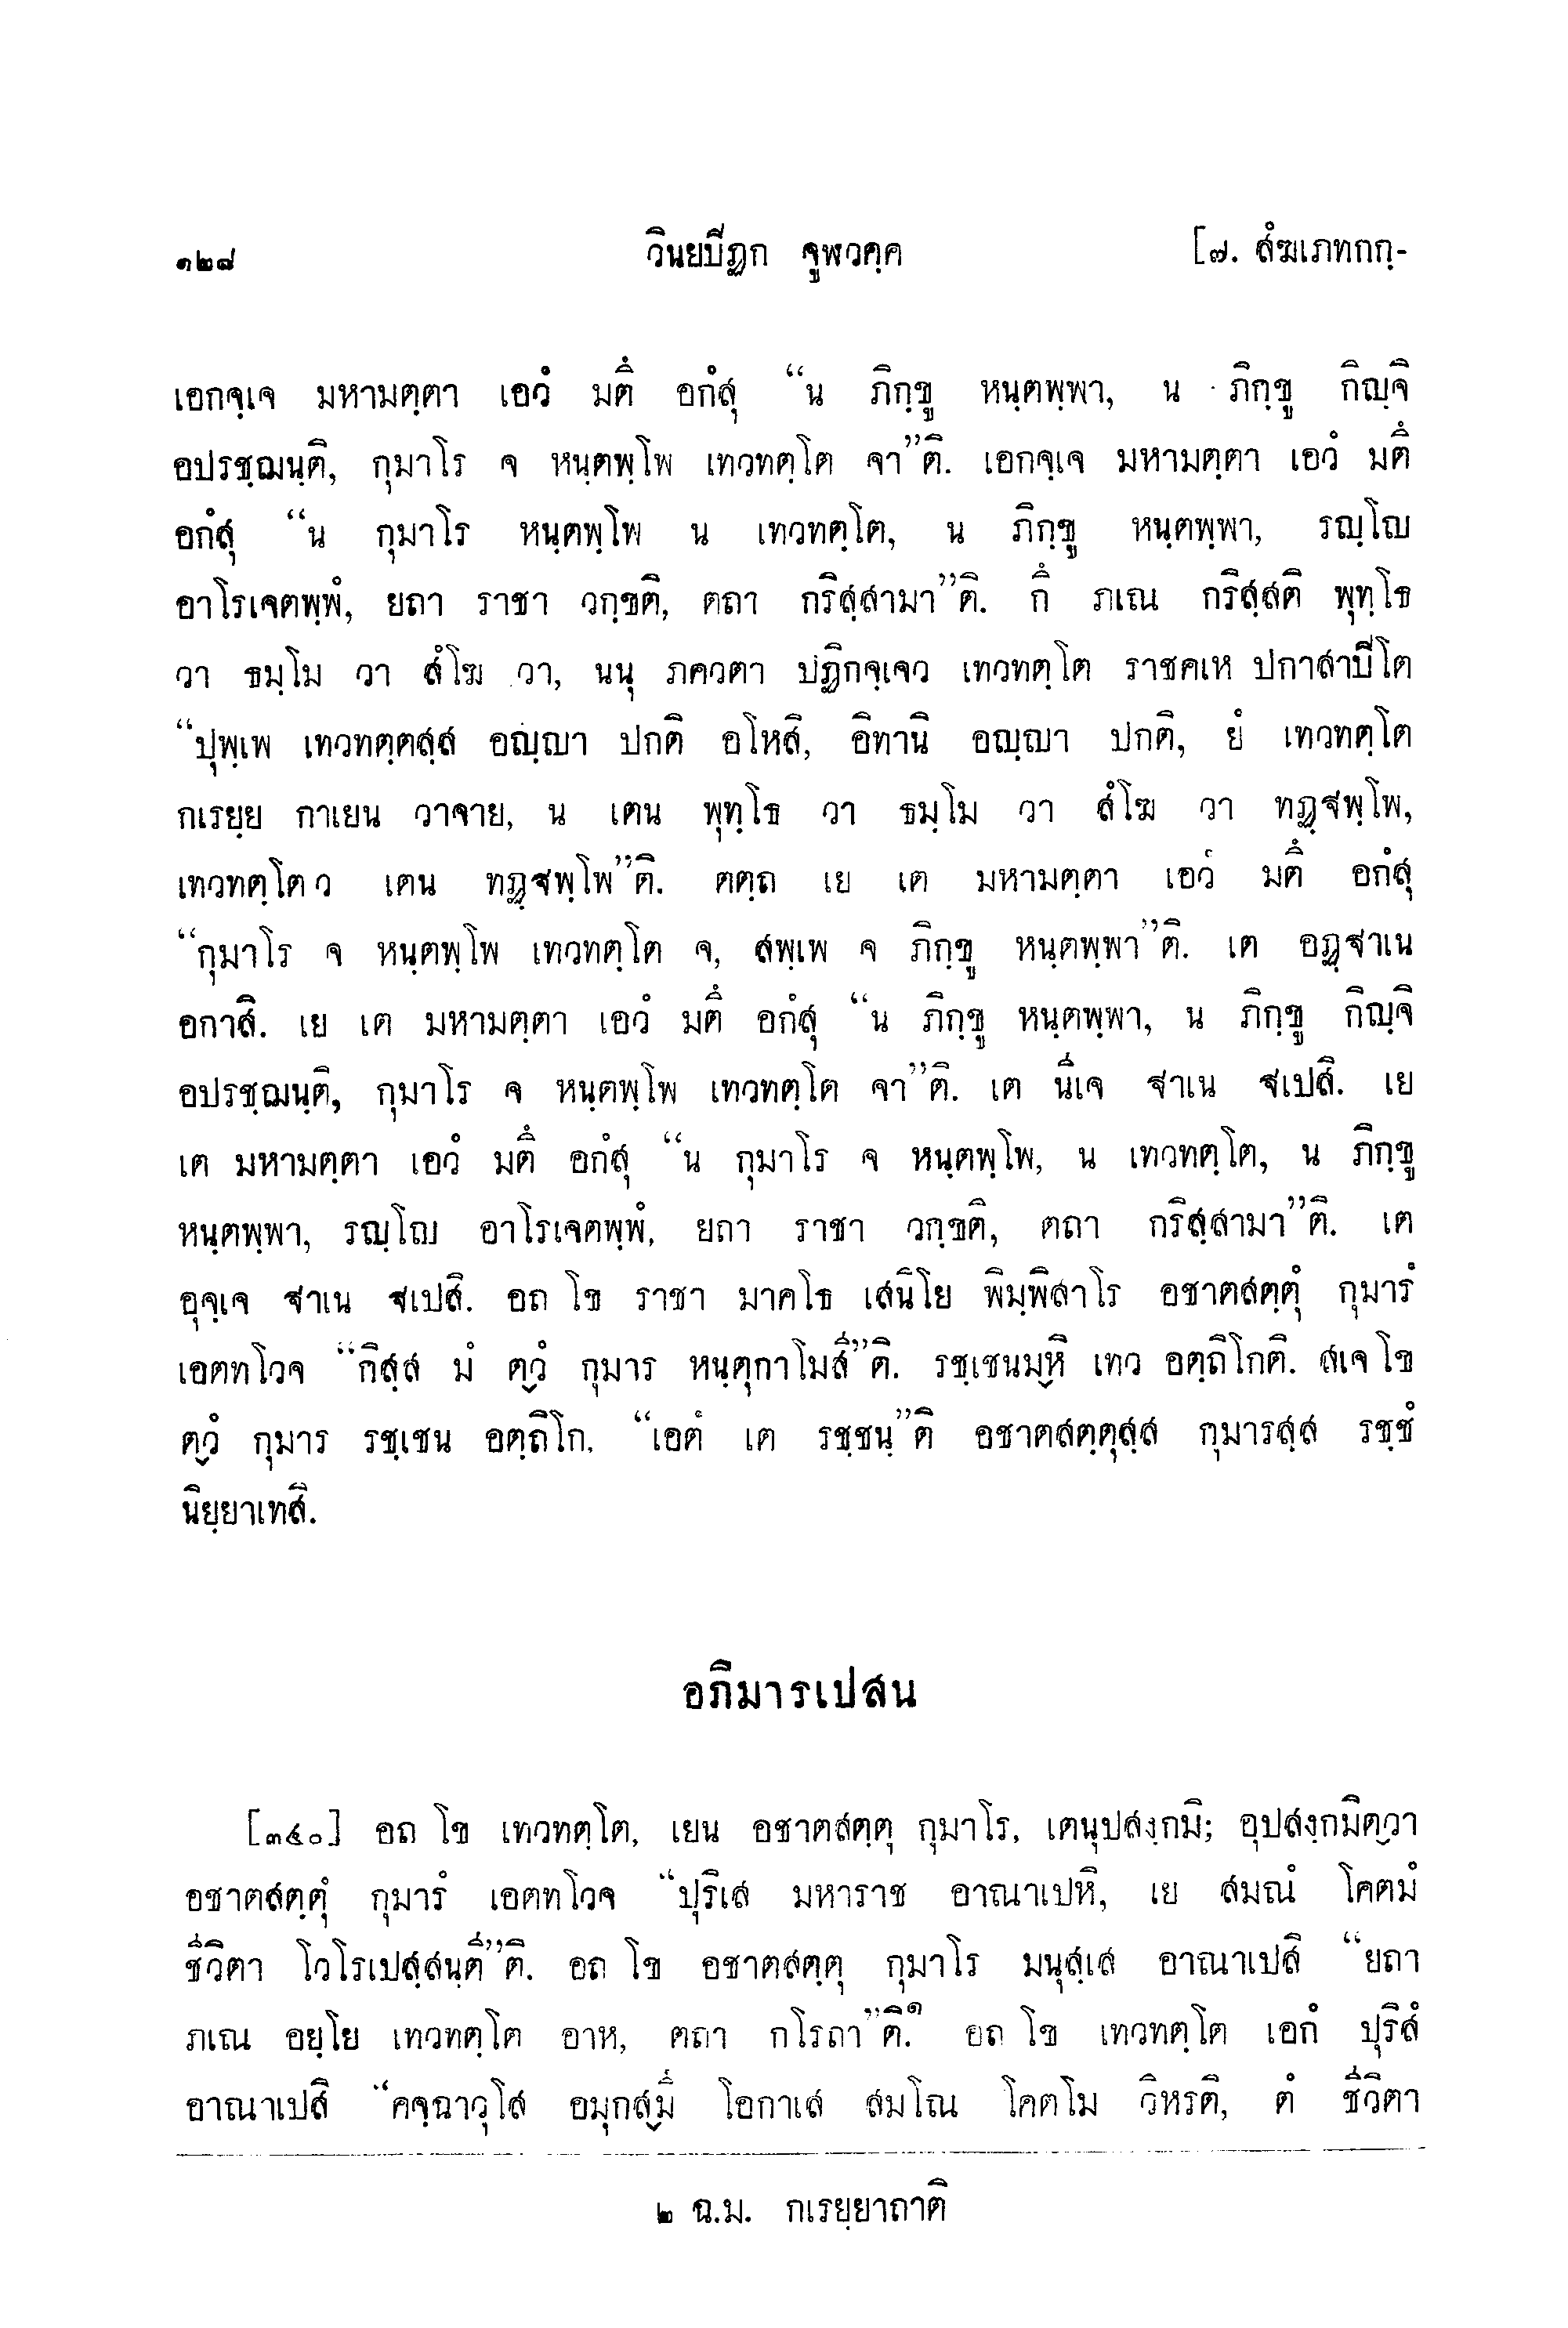 ๑๒๘ วินยปีฏก จูฬวคฺค [๗. สํฆเภทกกฺ-
เอกจฺเจ มหามตฺตา เอวํ มตึ อกํสุ “น ภิกฺขู หนฺตพฺพา, น ภิกฺขู กิญฺจิ
อปรชฺฌนฺติ, กุมาโร จ หนฺตพฺโพ เทวทตฺโต จา”ติ. เอกจฺเจ มหามตฺตา เอวํ มตึ
อกํสุ “น กุมาโร หนฺตพฺโพ น เทวทตฺโต, น ภิกฺขู หนฺตพฺพา, รญฺโญ
อาโรเจตพฺพํ, ยถา ราชา วกฺขติ, ตถา กริสฺสามา”ติ. กึ ภเณ กริสฺสติ พุทฺโธ
วา ธมฺโม วา สํโฆ วา, นนุ ภควตา ปฏิกจฺเจว เทวทตฺโต ราชคเห ปกาสาปิโต
“ปุพฺเพ เทวทตฺตสฺส อญฺญา ปกติ อโหสิ, อิทานิ อญฺญา ปกติ, ยํ เทวทตฺโต
กเรยฺย กาเยน วาจาย, น เตน พุทฺโธ วา ธมฺโม วา สํโฆ วา ทฏฺฐพฺโพ,
เทวทตฺโต ว เตน ทฏฺฐพฺโพ”ติ. ตตฺถ เย เต มหามตฺตา เอวํ มตึ อกํสุ
“กุมาโร จ หนฺตพฺโพ เทวทตฺโต จ, สพฺเพ จ ภิกฺขู หนฺตพฺพา”ติ. เต อฏฺฐาเน
อกาสิ. เย เต มหามตฺตา เอวํ มตึ อกํสุ “น ภิกฺขู หนฺตพฺพา, น ภิกฺขู กิญฺจิ
อปรชฺฌนฺติ, กุมาโร จ หนฺตพฺโพ เทวทตฺโต จา”ติ. เต นีเจ ฐาเน ฐเปสิ. เย
เต มหามตฺตา เอวํ มตึ อกํสุ “น กุมาโร จ หนฺตพฺโพ, น เทวทตฺโต, น ภิกฺขู
หนฺตพฺพา, รญฺโญ อาโรเจตพฺพํ, ยถา ราชา วกฺขติ, ตถา กริสฺสามา”ติ. เต
อุจฺเจ ฐาเน ฐเปสิ. อถ โข ราชา มาคโธ เสนิโย พิมฺพิสาโร อชาตสตฺตุํ กุมารํ
เอตทโวจ “กิสฺส มํ ตฺวํ กุมาร หนฺตุกาโมสี”ติ. รชฺเชนมฺหิ เทว อตฺถิโกติ. สเจ โข
ตฺวํ กุมาร รชฺเชน อตฺถิโก, “เอตํ เต รชฺชนฺ”ติ อชาตสตฺตุสฺส กุมารสฺส รชฺชํ
นิยฺยาเทสิ.
อภิมารเปสน
[๓๕๐] อถ โข เทวทตฺโต, เยน อชาตสตฺตุ กุมาโร, เตนุปสงฺกมิ; อุปสงฺกมิตฺวา
อชาตสตฺตุํ กุมารํ เอตทโวจ “ปุริเส มหาราช อาณาเปหิ, เย สมณํ โคตมํ
ชีวิตา โวโรเปสฺสนฺตี”ติ. อถ โข อชาตสตฺตุ กุมาโร มนุสฺเส อาณาเปสิ “ยถา
ภเณ อยฺโย เทวทตฺโต อาห, ตถา กโรถา”ติ.๑ อถ โข เทวทตฺโต เอกํ ปุริสํ
อาณาเปสิ “คจฺฉาวุโส อมุกสฺมึ โอกาเส สมโณ โคตโม วิหรติ, ตํ ชีวิตา
๒ ฉ.ม. กเรยฺยาถาติ